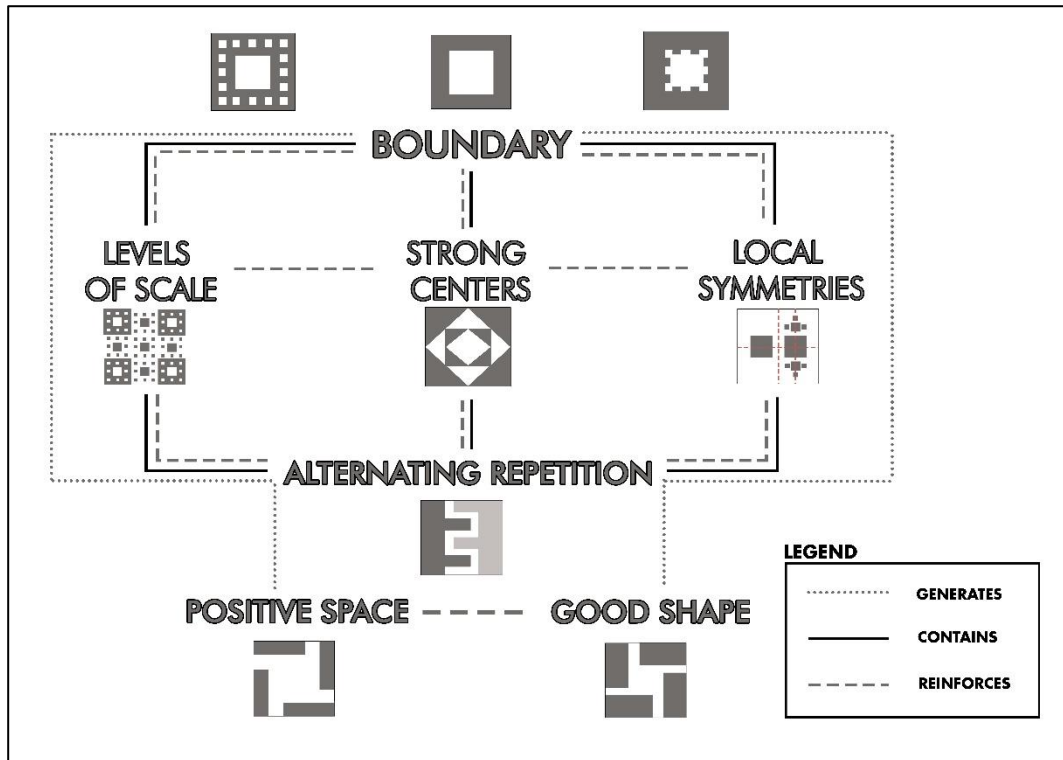 BOUNDARY
LEVELS
OF SCALE
STRONG
CENTERS
LOCAL
SYMMETRIES
ALTERNATING REPETITION
POSITIVE SPACE
GOOD SHAPE
LEGEND
GENERATES
CONTAINS
REINFORCES